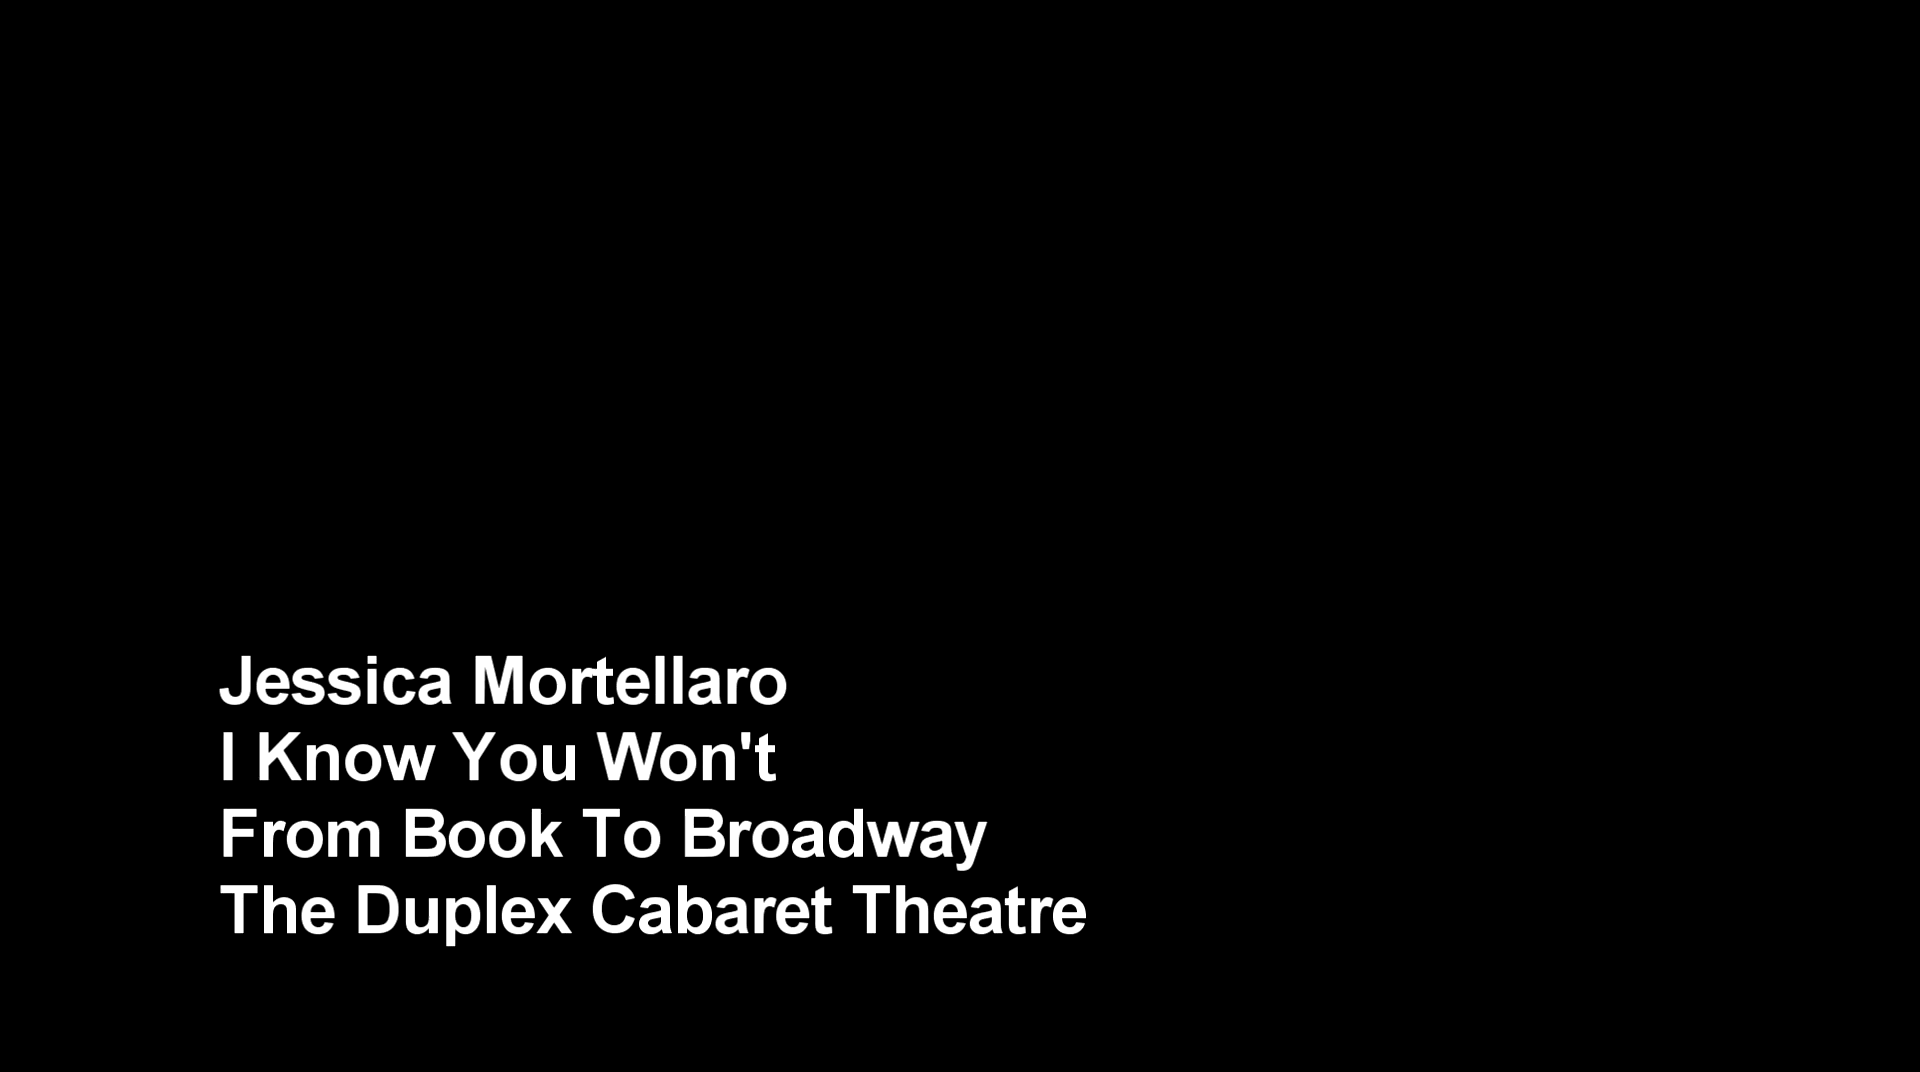 Jessica Mortellaro
I Know You Won't
From Book To Broadway
The Duplex Cabaret Theatre